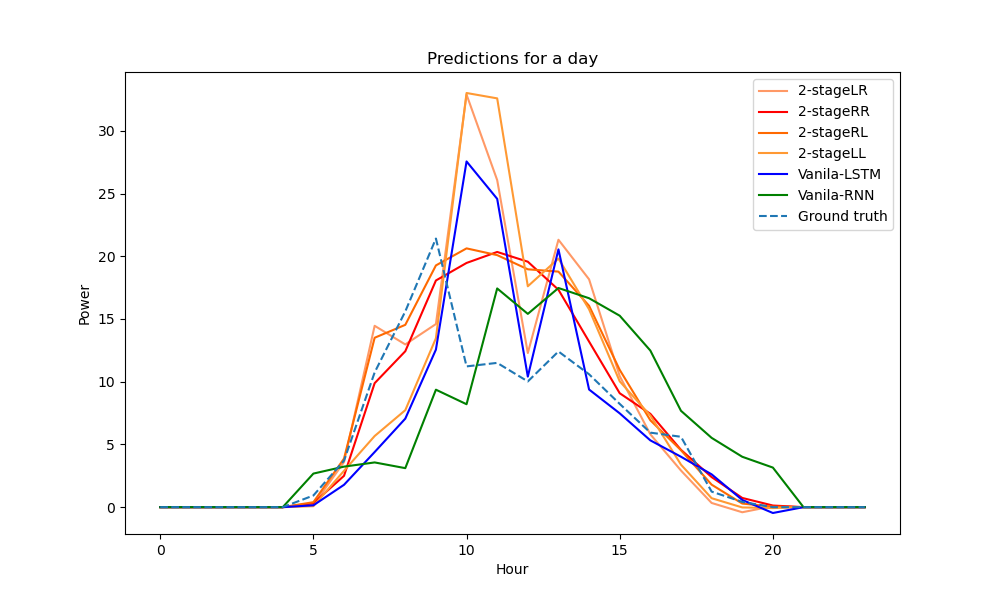 Predictions for a day
2-stageLR
2-stageRR
2-stageRL
2-stageLL
Vanila-LSTM
Vanila-RNN
Ground truth
Power
30
25
20
15
10
5
0
0 5 10 15 20
Hour